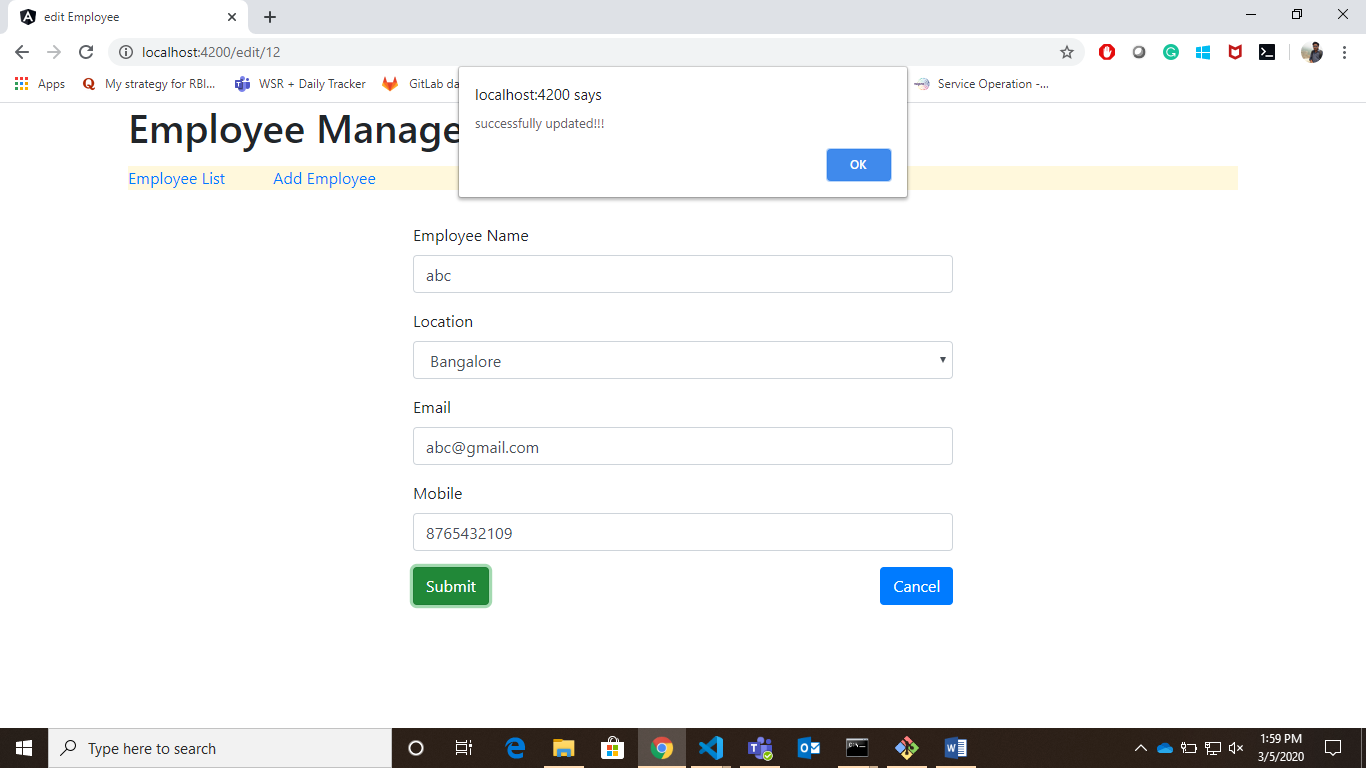 edit Employee
localhost:4200/edit/12
Apps
My strategy for RBI...
WSR + Daily Tracker
GitLab da
Service Operation -...
localhost:4200 says
successfully updated!!!
OK
Employee Manage
Employee List
Add Employee
Employee Name
abc
Location
Bangalore
Email
abc@gmail.com
Mobile
8765432109
Submit
Cancel
Type here to search
1:59 PM
3/5/2020